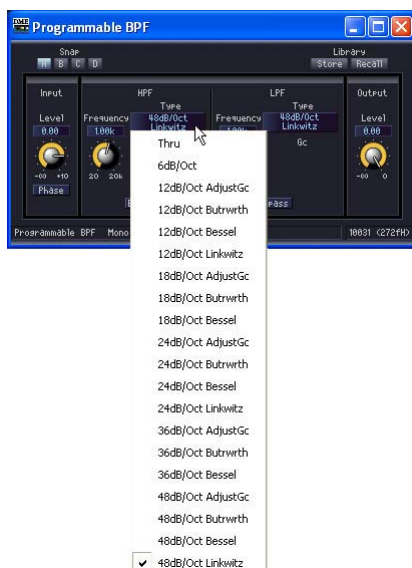 DME Programmable BPF
Snap
Library
A B C D
Store Recall
Input
HPF
LPF
Output
Type
Type
Level
Frequency
48dB/Oct
Linkwitz
Frequency
48dB/Oct
Linkwitz
Level
0.00
1.00k
0.00
Gc
-∞ +10
20 20k
-∞ 0
Phase
Programmable BPF Mono
10031 (272fH)
Thru
6dB/Oct
12dB/Oct AdjustGc
12dB/Oct Butrwrth
12dB/Oct Bessel
12dB/Oct Linkwitz
18dB/Oct AdjustGc
18dB/Oct Butrwrth
18dB/Oct Bessel
24dB/Oct AdjustGc
24dB/Oct Butrwrth
24dB/Oct Bessel
24dB/Oct Linkwitz
36dB/Oct AdjustGc
36dB/Oct Butrwrth
36dB/Oct Bessel
48dB/Oct AdjustGc
48dB/Oct Butrwrth
48dB/Oct Bessel
48dB/Oct Linkwitz